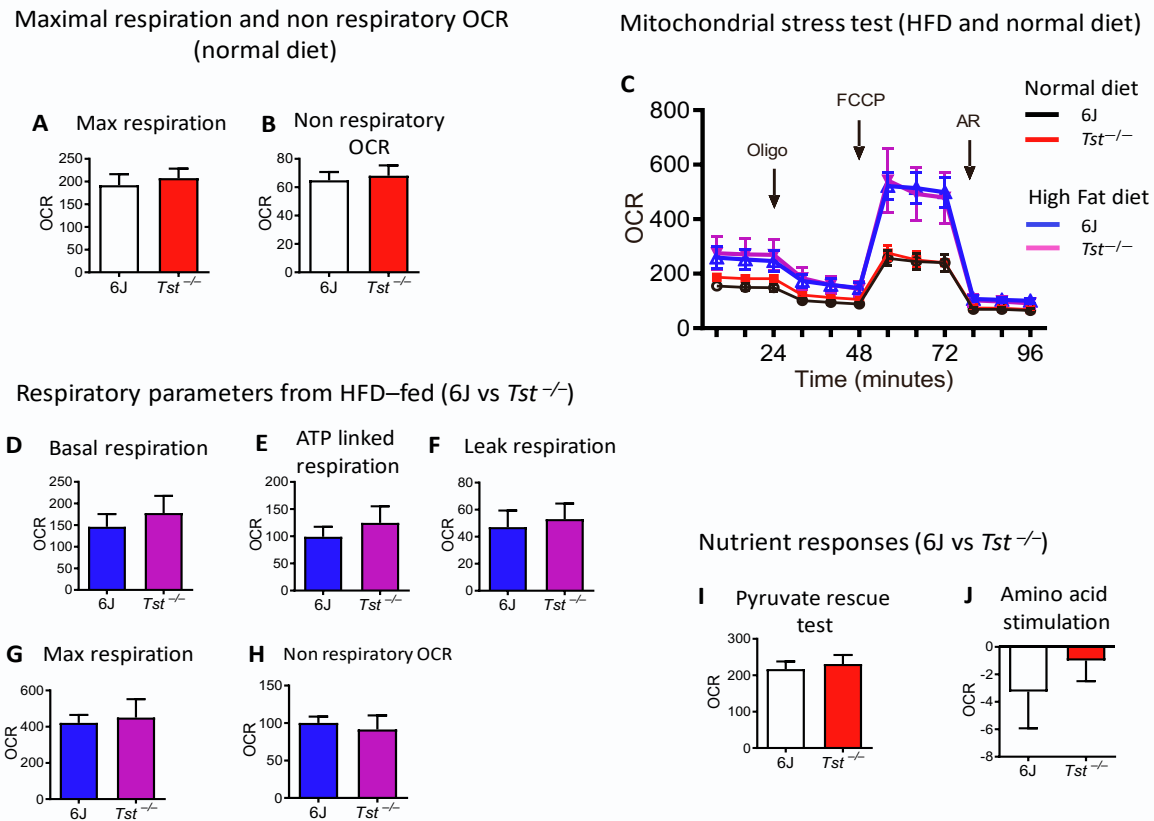 Maximal respiration and non respiratory OCR
(normal diet)
A Max respiration
250
200
150
100
50
0
OCR
6J Tst −/−
B Non respiratory
OCR
80
60
40
20
0
OCR
6J Tst −/−
Mitochondrial stress test (HFD and normal diet)
C
800
600
400
200
0
OCR
Oligo
FCCP
AR
24 48 72 96
Time (minutes)
Normal diet
6J
Tst−/−
High Fat diet
6J
Tst−/−
Respiratory parameters from HFD–fed (6J vs Tst −/−)
D Basal respiration
250
200
150
100
50
0
OCR
6J Tst −/−
E ATP linked
respiration
200
150
100
50
0
OCR
6J Tst −/−
F Leak respiration
80
60
40
20
0
OCR
6J Tst −/−
G Max respiration
600
400
200
0
OCR
6J Tst −/−
H Non respiratory OCR
150
100
50
0
OCR
6J Tst −/−
Nutrient responses (6J vs Tst −/−)
I Pyruvate rescue
test
300
200
100
0
OCR
6J Tst −/−
J Amino acid
stimulation
0
-2
-4
-6
-8
OCR
6J Tst −/−